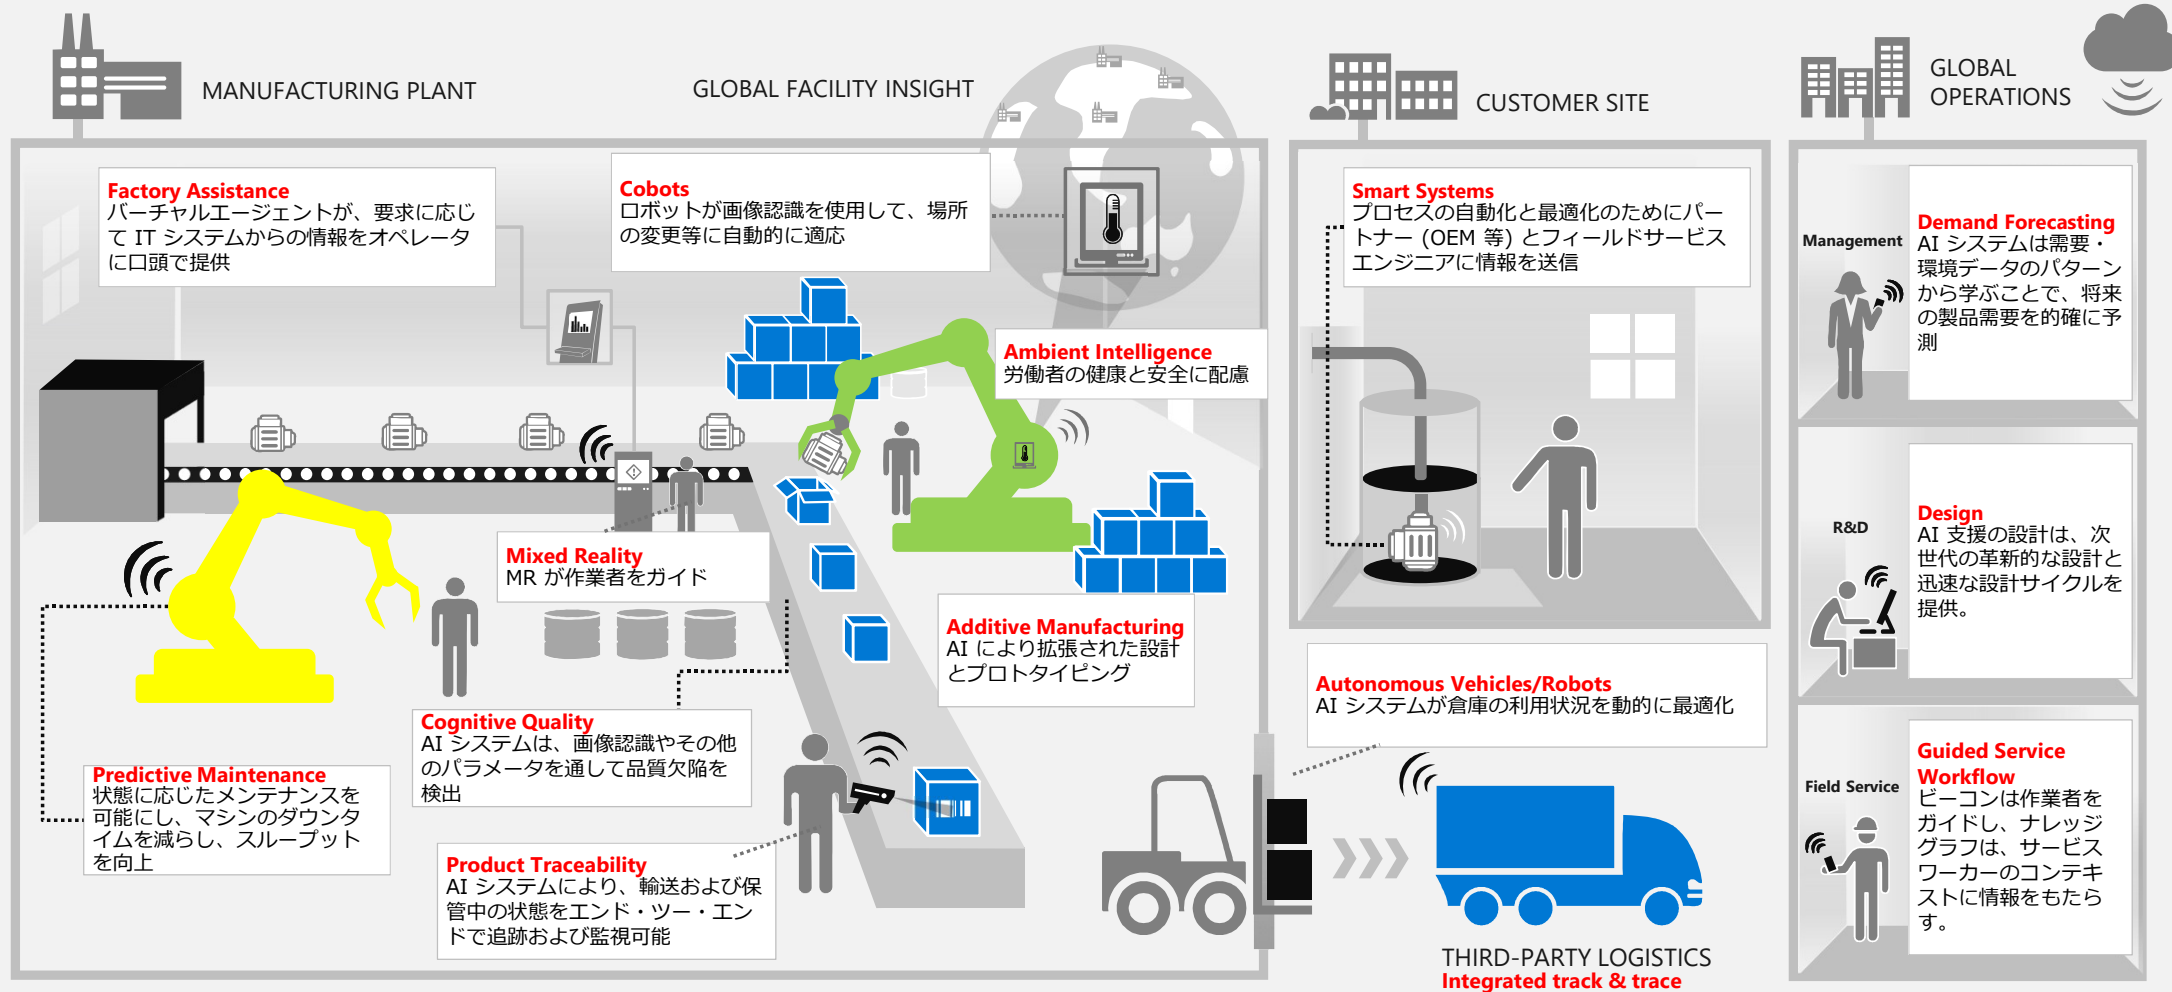 MANUFACTURING PLANT
GLOBAL FACILITY INSIGHT
CUSTOMER SITE
GLOBAL
OPERATIONS
Factory Assistance
バーチャルエージェントが、要求に応じ
て IT システムからの情報をオペレータ
に口頭で提供
Cobots
ロボットが画像認識を使用して、場所
の変更等に自動的に適応
Ambient Intelligence
労働者の健康と安全に配慮
Mixed Reality
MR が作業者をガイド
Additive Manufacturing
AI により拡張された設計
とプロトタイピング
Cognitive Quality
AI システムは、画像認識やその他
のパラメータを通して品質欠陥を
検出
Predictive Maintenance
状態に応じたメンテナンスを
可能にし、マシンのダウンタ
イムを減らし、スループット
を向上
Product Traceability
AI システムにより、輸送および保
管中の状態をエンド・ツー・エン
ドで追跡および監視可能
Smart Systems
プロセスの自動化と最適化のためにパー
トナー (OEM 等) とフィールドサービス
エンジニアに情報を送信
Autonomous Vehicles/Robots
AI システムが倉庫の利用状況を動的に最適化
THIRD-PARTY LOGISTICS
Integrated track & trace
Management
Demand Forecasting
AI システムは需要・
環境データのパターン
から学ぶことで、将来
の製品需要を的確に予
測
R&D
Design
AI 支援の設計は、次
世代の革新的な設計と
迅速な設計サイクルを
提供。
Field Service
Guided Service
Workflow
ビーコンは作業者を
ガイドし、ナレッジ
グラフは、サービス
ワーカーのコンテキ
ストに情報をもたら
す。